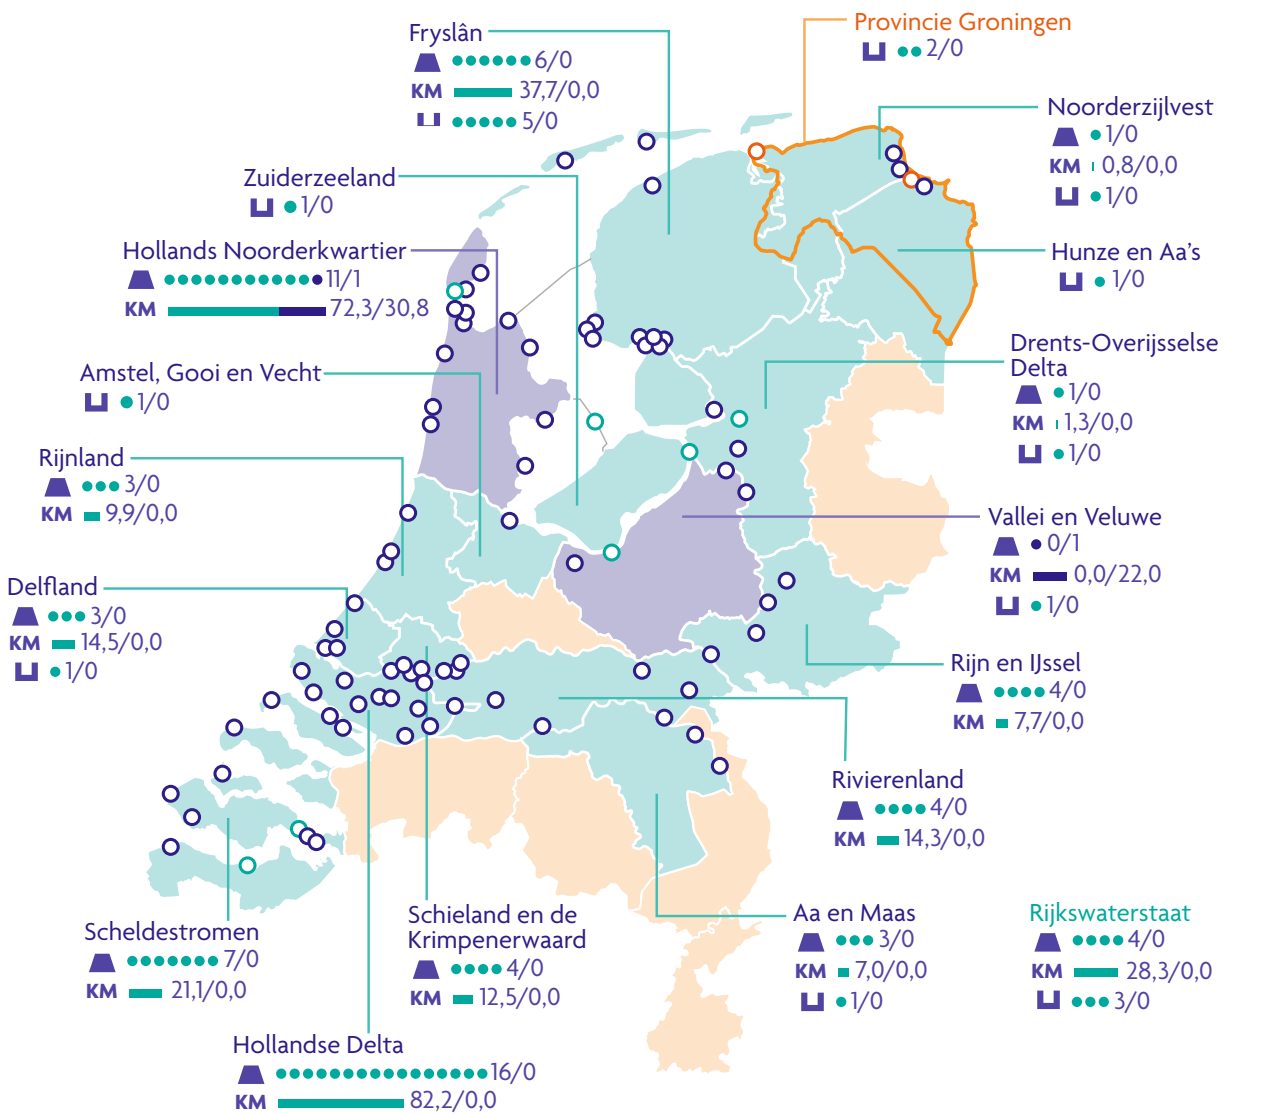 Provincie Groningen
2/0
Fryslân
6/0
KM 37,7/0,0
5/0
Noorderzijlvest
1/0
KM 0,8/0,0
1/0
Zuiderzeeland
1/0
Hollands Noorderkwartier
11/1
KM 72,3/30,8
Hunze en Aa's
1/0
Drents-Overijsselse
Delta
1/0
KM 1,3/0,0
1/0
Amstel, Gooi en Vecht
1/0
Rijnland
3/0
KM 9,9/0,0
Vallei en Veluwe
0/1
KM 0,0/22,0
1/0
Delfland
3/0
KM 14,5/0,0
1/0
Rijn en IJssel
4/0
KM 7,7/0,0
Rivierenland
4/0
KM 14,3/0,0
Scheldestromen
7/0
KM 21,1/0,0
Schieland en de
Krimpenerwaard
4/0
KM 12,5/0,0
Aa en Maas
3/0
KM 7,0/0,0
1/0
Rijkswaterstaat
4/0
KM 28,3/0,0
3/0
Hollandse Delta
16/0
KM 82,2/0,0